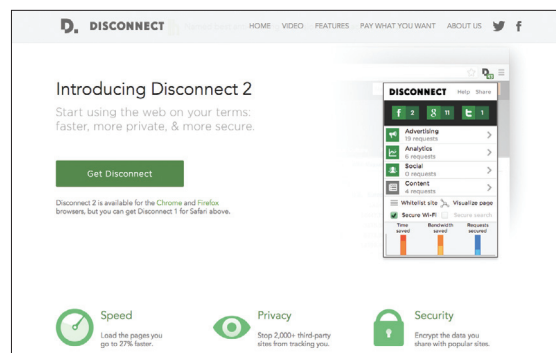 D. DISCONNECT HOME VIDEO FEATURES PAY WHAT YOU WANT ABOUT US
Introducing Disconnect 2
Start using the web on your terms:
faster, more private, & more secure.
Get Disconnect
Disconnect 2 is available for the Chrome and Firefox
browsers, but you can get Disconnect 1 for Safari above.
DISCONNECT Help Share
f 2 g 11 t 1
Advertising
19 requests
Analytics
6 requests
Social
0 requests
Content
4 requests
Whitelist site Visualize page
Secure Wi-Fi Secure search
Time saved Bandwidth saved Requests secured
Speed
Load the pages you
go to 27% faster.
Privacy
Stop 2,000+ third-party
sites from tracking you.
Security
Encrypt the data you
share with popular sites.